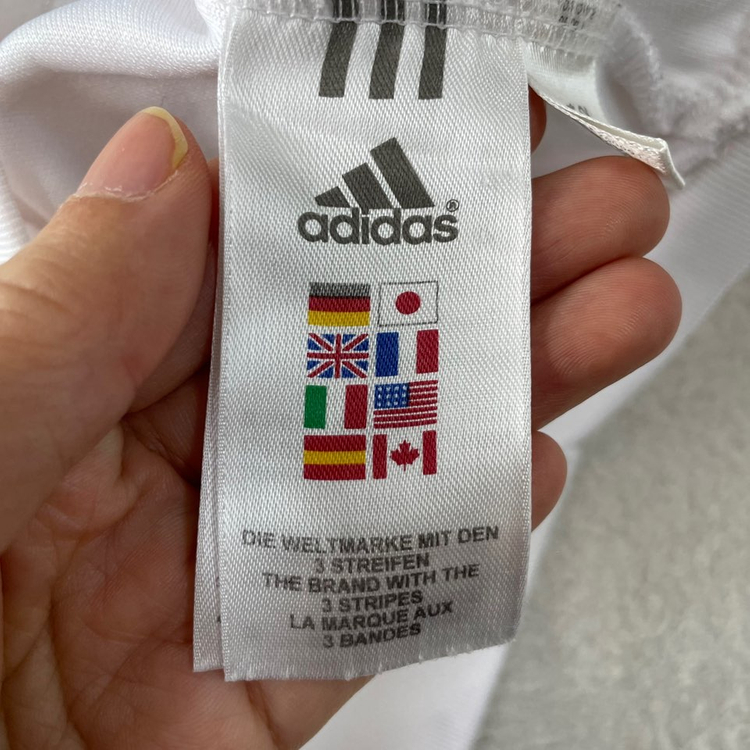 adidas®
DIE WELTMARKE MIT DEN
3 STREIFEN
THE BRAND WITH THE
3 STRIPES
LA MARQUE AUX
3 BANDES